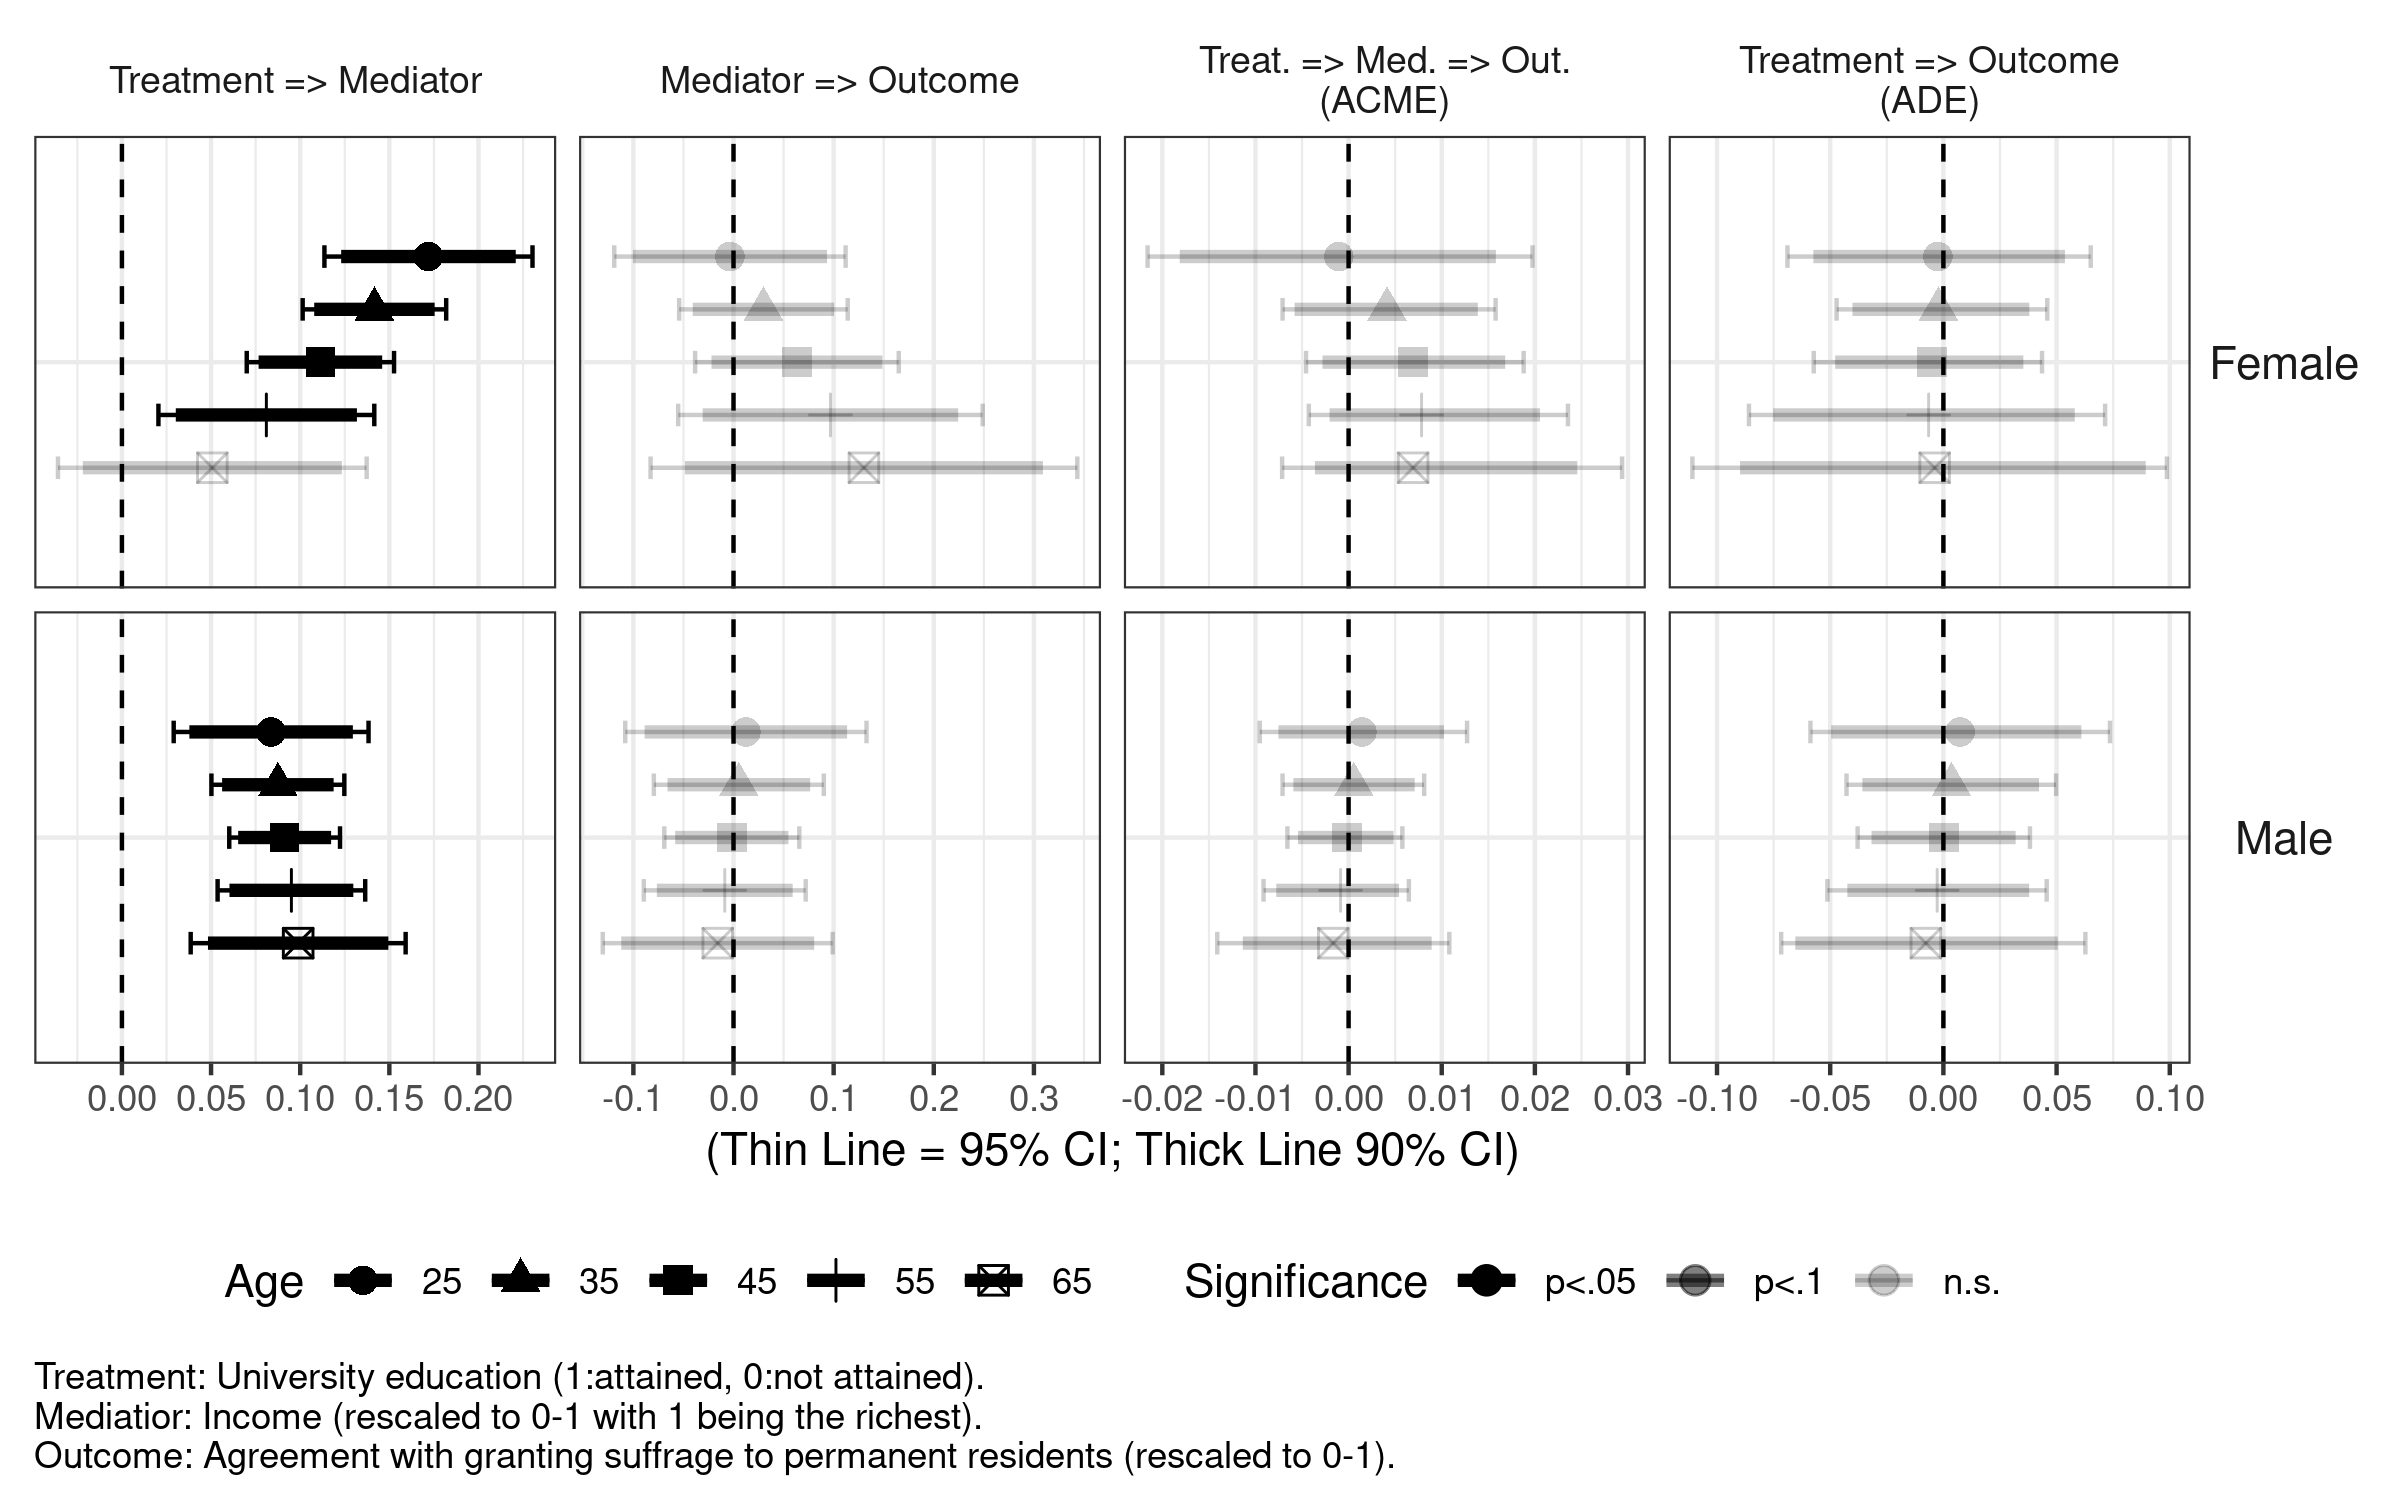 Treat. => Med. => Out. Treatment => Outcome
Treatment => Mediator Mediator => Outcome
(ACME) (ADE)
Female
Male
0.00 0.05 0.10 0.15 0.20 -0.1 0.0 0.1 0.2 0.3 -0.02 -0.01 0.00 0.01 0.02 0.03 -0.10 -0.05 0.00 0.05 0.10
(Thin Line = 95% CI; Thick Line 90% CI)
Age 25 35 45 55 65 Significance p<.05 p<.1 n.s.
Treatment: University education (1:attained, 0:not attained).
Mediatior: Income (rescaled to 0-1 with 1 being the richest).
Outcome: Agreement with granting suffrage to permanent residents (rescaled to 0-1).